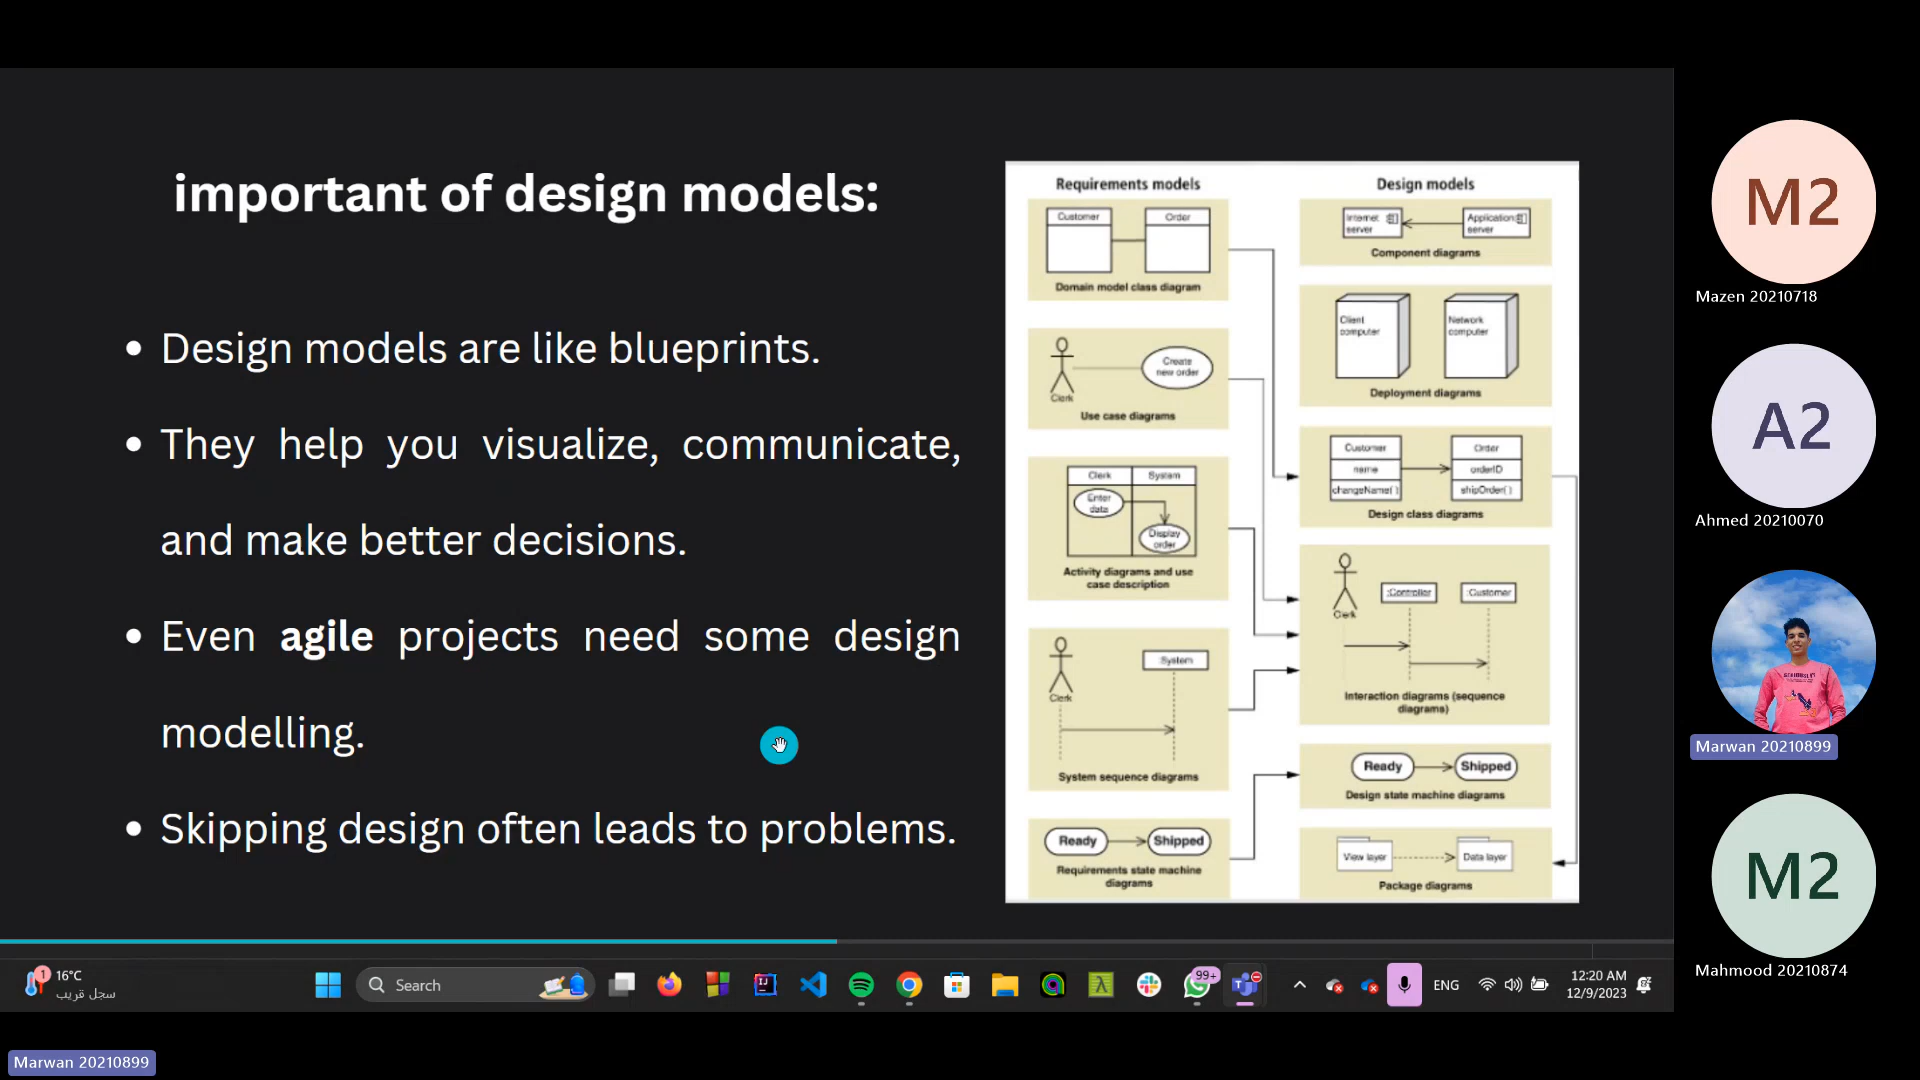 important of design models:
Design models are like blueprints.
They help you visualize, communicate,
and make better decisions.
Even agile projects need some design
modelling.
Skipping design often leads to problems.
Requirements models
Customer
Order
Domain model class diagram
Clerk
Create
new order
Use case diagrams
Clerk
System
Enter
data
Display
order
Activity diagrams and use
case description
Clerk
:System
System sequence diagrams
Ready
Shipped
Requirements state machine
diagrams
Design models
Internet
server
Application
server
Component diagrams
Client
computer
Network
computer
Deployment diagrams
Customer
name
changeName( )
Order
orderID
shipOrder( )
Design class diagrams
Clerk
:Controller
:Customer
Interaction diagrams (sequence
diagrams)
Ready
Shipped
Design state machine diagrams
View layer
Data layer
Package diagrams
M2
Mazen 20210718
A2
Ahmed 20210070
SERIOUSLY?
Marwan 20210899
M2
Mahmood 20210874
1
16°C
سجل قريب
Search
99+
ENG
12:20 AM
12/9/2023
Marwan 20210899